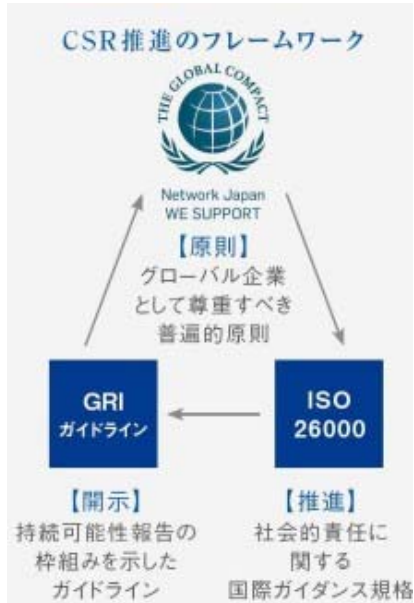 CSR推進のフレームワーク
THE GLOBAL COMPACT
Network Japan
WE SUPPORT
【原則】
グローバル企業
として尊重すべき
普遍的原則
GRI
ガイドライン
ISO
26000
【開示】
持続可能性報告の
枠組みを示した
ガイドライン
【推進】
社会的責任に
関する
国際ガイダンス規格